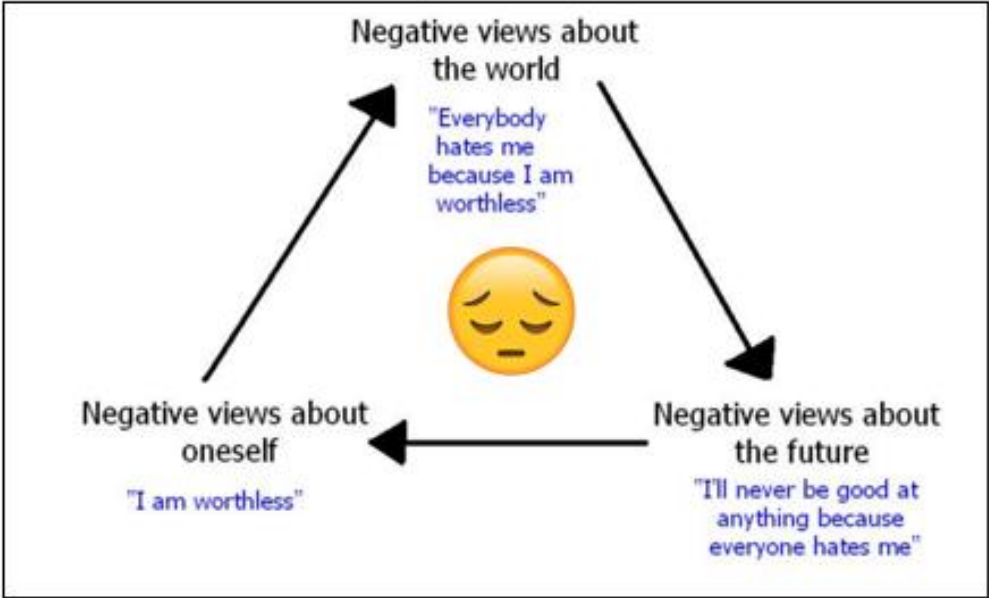 Negative views about
the world
"Everybody
hates me
because I am
worthless"
Negative views about
oneself
"I am worthless"
Negative views about
the future
"I'll never be good at
anything because
everyone hates me"